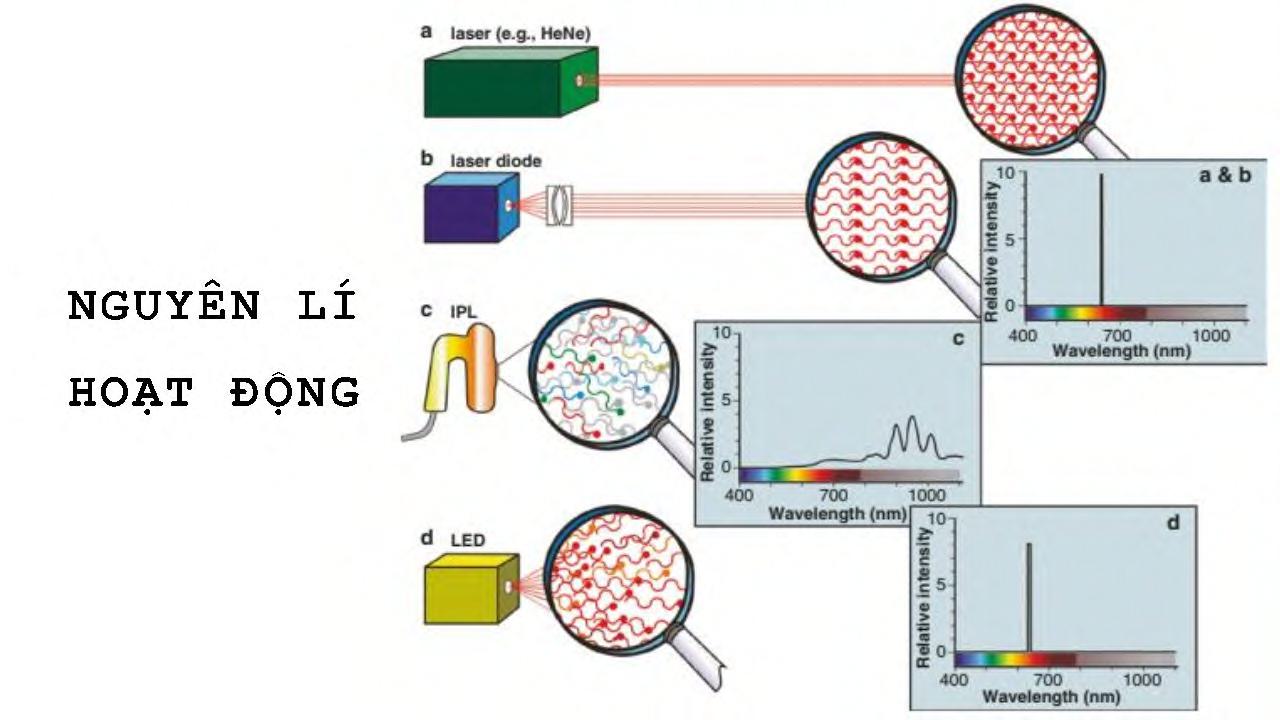 NGUYÊN LÍ
HOẠT ĐỘNG
a laser (e.g., HeNe)
b laser diode
a & b
Relative intensity
10
5
0
400 700 1000
Wavelength (nm)
c IPL
c
Relative intensity
10
5
0
400 700 1000
Wavelength (nm)
d LED
d
Relative intensity
10
5
0
400 700 1000
Wavelength (nm)